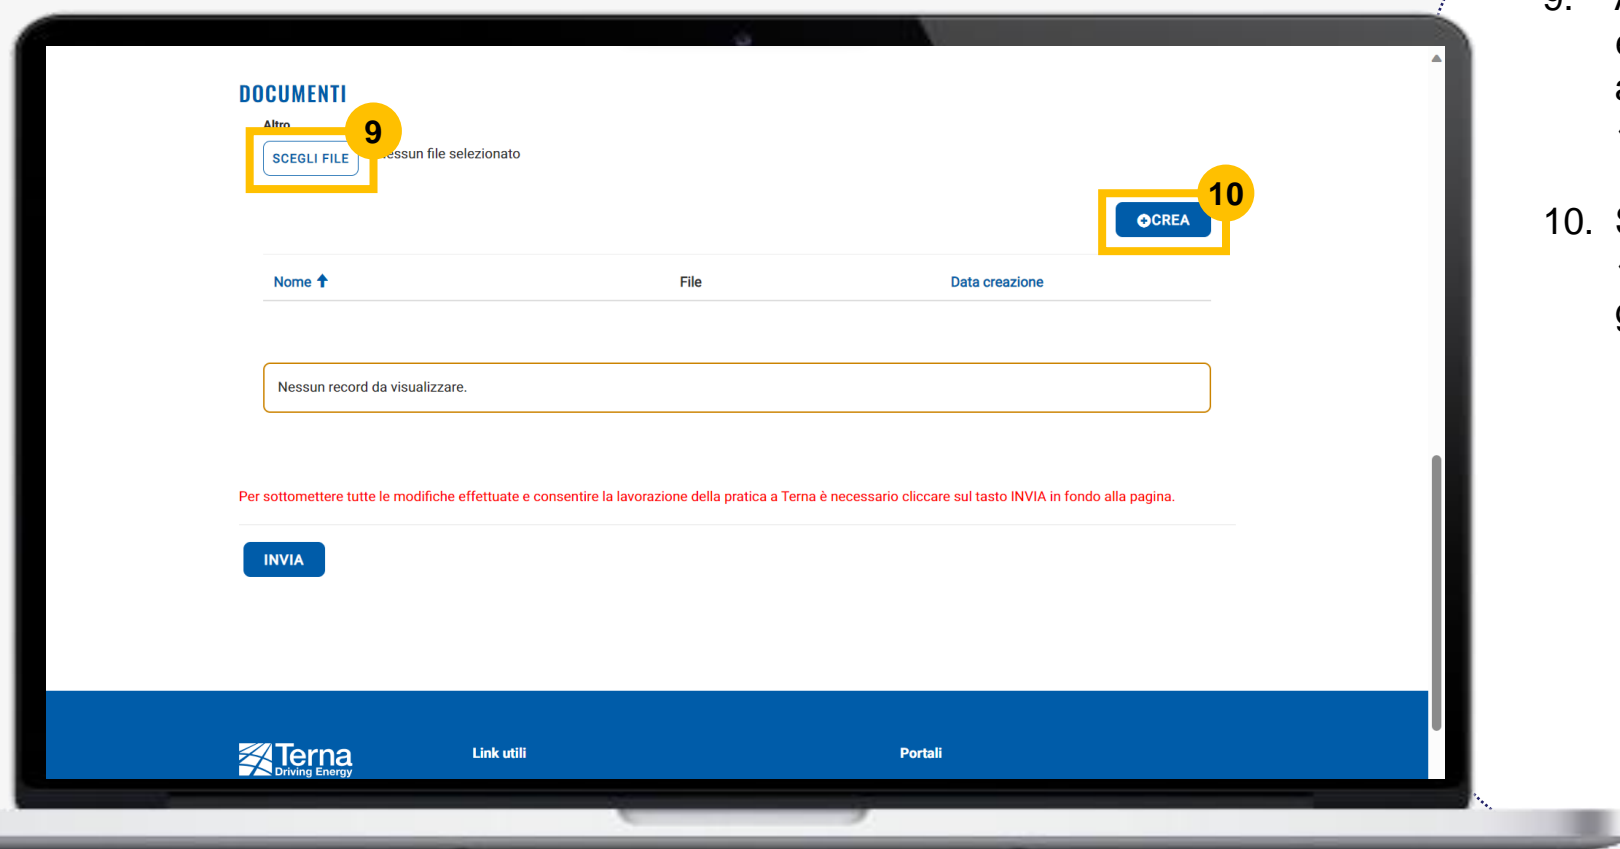 DOCUMENTI
Altro
9
SCEGLI FILE
essun file selezionato
10
CREA
Nome
File
Data creazione
Nessun record da visualizzare.
Per sottomettere tutte le modifiche effettuate e consentire la lavorazione della pratica a Terna è necessario cliccare sul tasto INVIA in fondo alla pagina.
INVIA
Terna
Driving Energy
Link utili
Portali
9.
10.